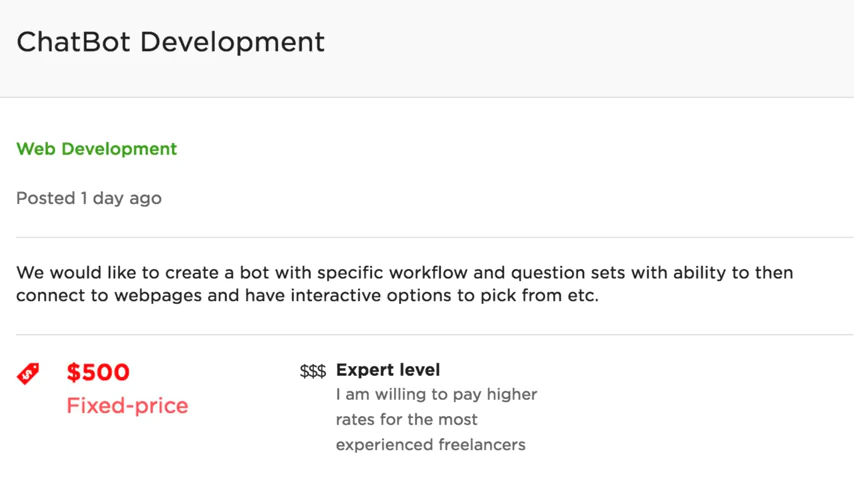 ChatBot Development
Web Development
Posted 1 day ago
We would like to create a bot with specific workflow and question sets with ability to then
connect to webpages and have interactive options to pick from etc.
$500
Fixed-price
$$$ Expert level
I am willing to pay higher
rates for the most
experienced freelancers